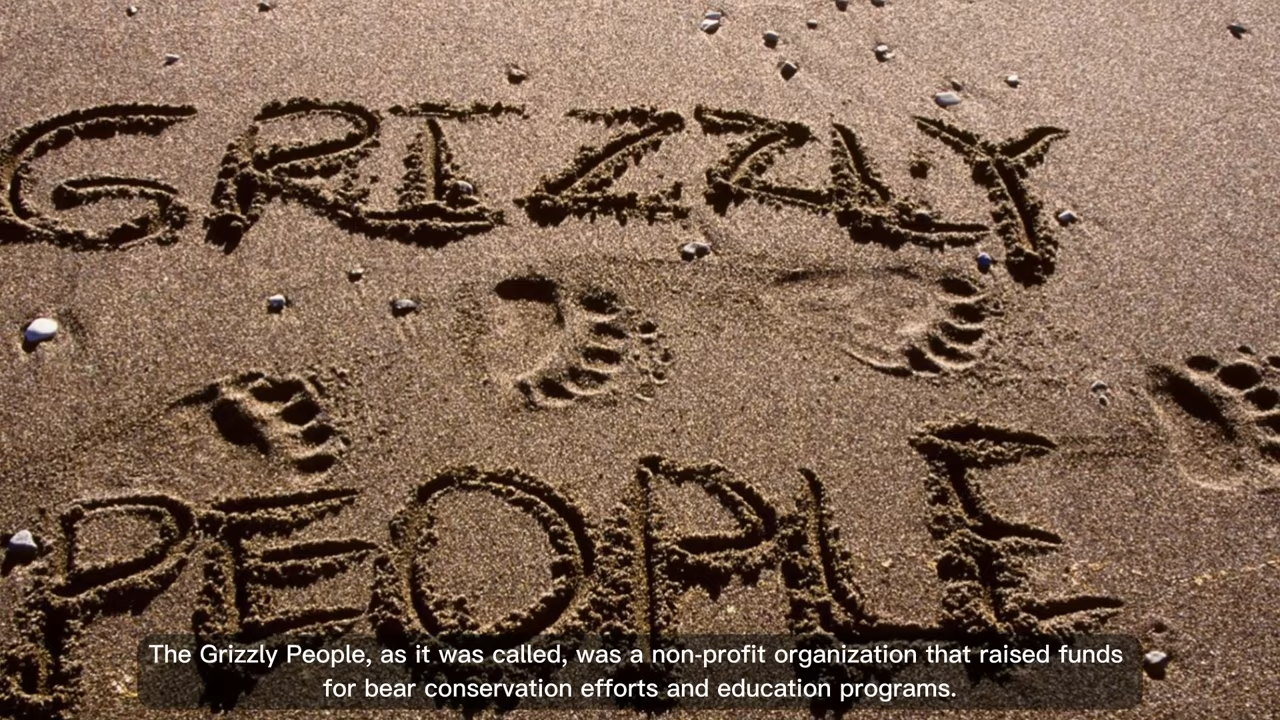 GRIZZLY
PEOPLE
The Grizzly People, as it was called, was a non-profit organization that raised funds
for bear conservation efforts and education programs.